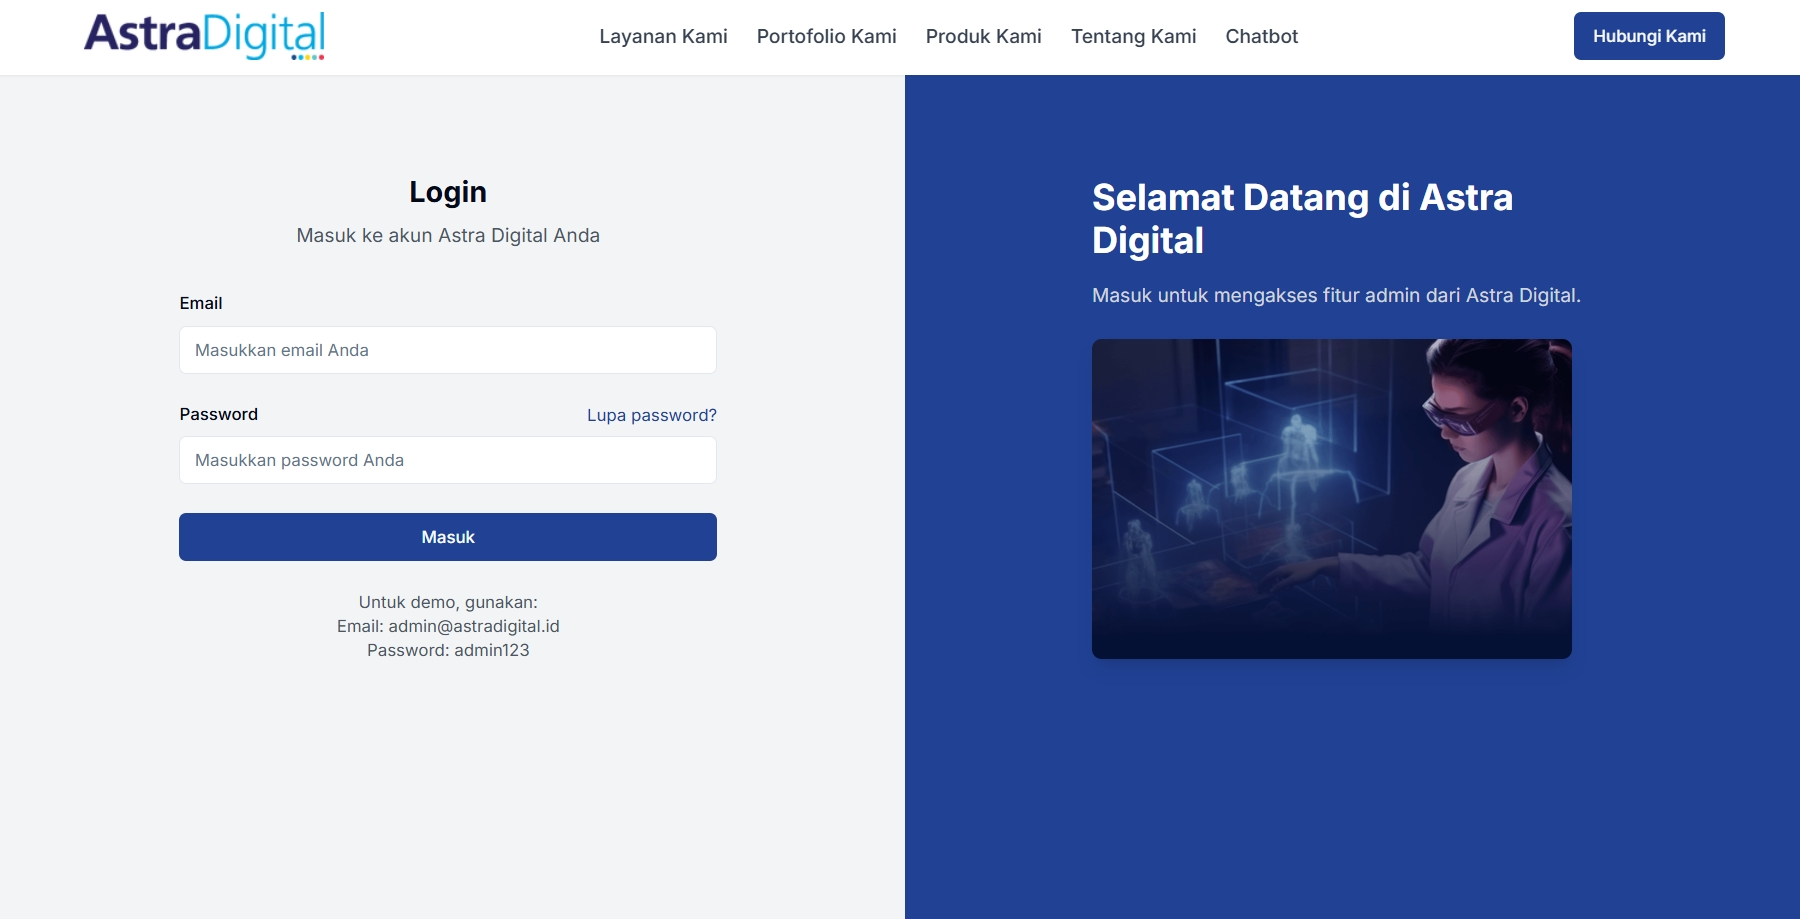 AstraDigital
Layanan Kami
Portofolio Kami
Produk Kami
Tentang Kami
Chatbot
Hubungi Kami
Login
Masuk ke akun Astra Digital Anda
Email
Masukkan email Anda
Password
Lupa password?
Masukkan password Anda
Masuk
Untuk demo, gunakan:
Email: admin@astradigital.id
Password: admin123
Selamat Datang di Astra
Digital
Masuk untuk mengakses fitur admin dari Astra Digital.